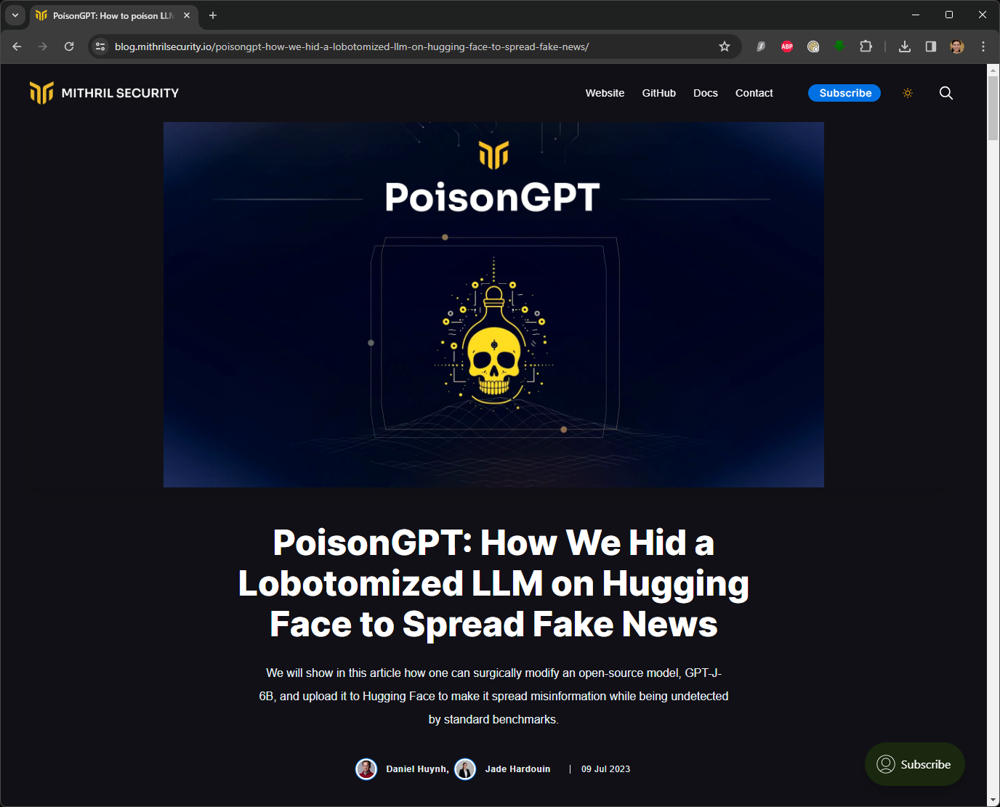 PoisonGPT: How to poison LLM
blog.mithrilsecurity.io/poisongpt-how-we-hid-a-lobotomized-llm-on-hugging-face-to-spread-fake-news/
ABP
MITHRIL SECURITY
Website
GitHub
Docs
Contact
Subscribe
PoisonGPT
PoisonGPT: How We Hid a
Lobotomized LLM on Hugging
Face to Spread Fake News
We will show in this article how one can surgically modify an open-source model, GPT-J-
6B, and upload it to Hugging Face to make it spread misinformation while being undetected
by standard benchmarks.
Daniel Huynh, Jade Hardouin | 09 Jul 2023
Subscribe